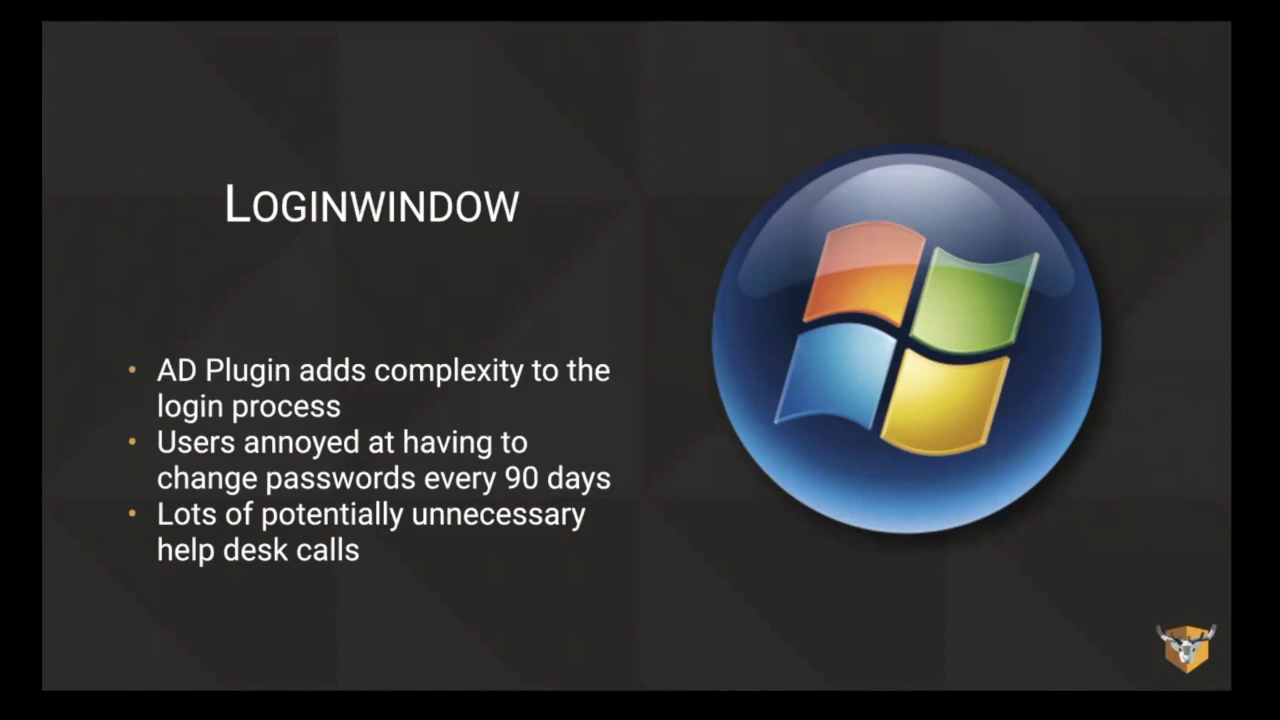 LOGINWINDOW
• AD Plugin adds complexity to the
login process
• Users annoyed at having to
change passwords every 90 days
• Lots of potentially unnecessary
help desk calls